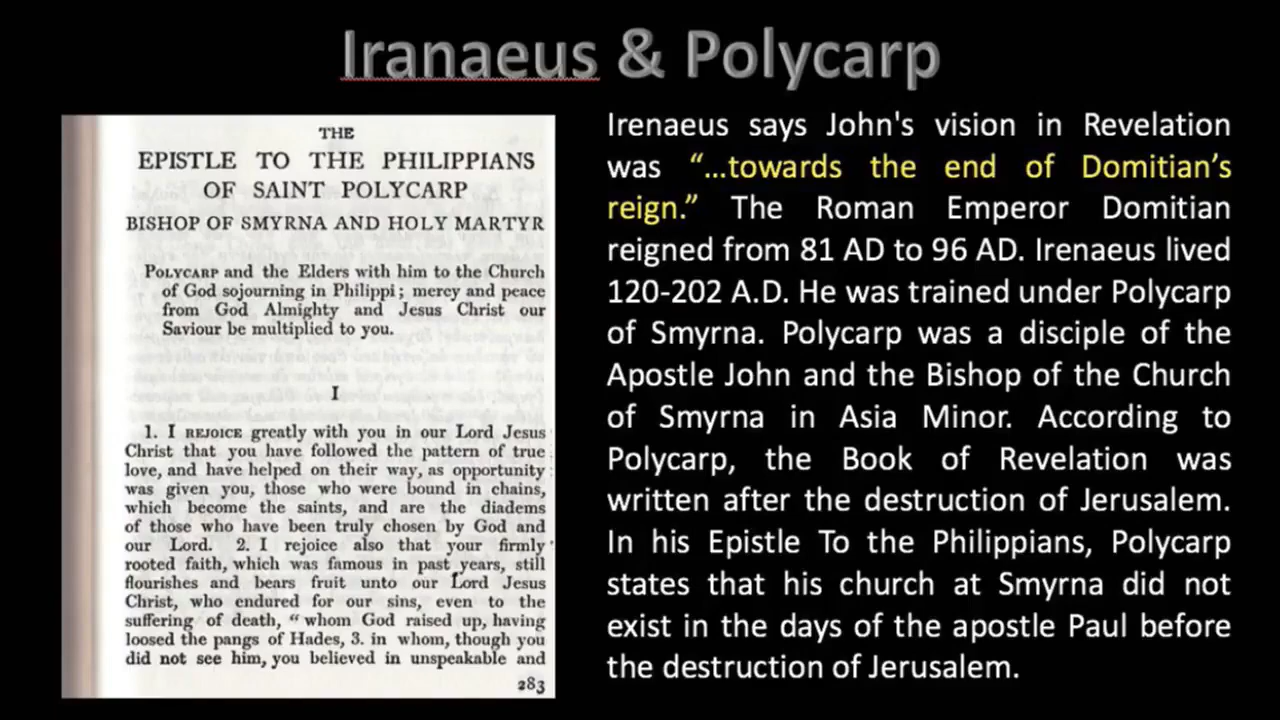 Iranaeus & Polycarp
THE
EPISTLE TO THE PHILIPPIANS
OF SAINT POLYCARP
BISHOP OF SMYRNA AND HOLY MARTYR
POLYCARP and the Elders with him to the Church
of God sojourning in Philippi; mercy and peace
from God Almighty and Jesus Christ our
Saviour be multiplied to you.
I
1. I REJOICE greatly with you in our Lord Jesus
Christ that you have followed the pattern of true
love, and have helped on their way, as opportunity
was given you, those who were bound in chains,
which become the saints, and are the diadems
of those who have been truly chosen by God and
our Lord. 2. I rejoice also that your firmly
rooted faith, which was famous in past years, still
flourishes and bears fruit unto our Lord Jesus
Christ, who endured for our sins, even to the
suffering of death, “whom God raised up, having
loosed the pangs of Hades, 3. in whom, though you
did not see him, you believed in unspeakable and
283
Irenaeus says John's vision in Revelation
was “...towards the end of Domitian’s
reign.” The Roman Emperor Domitian
reigned from 81 AD to 96 AD. Irenaeus lived
120-202 A.D. He was trained under Polycarp
of Smyrna. Polycarp was a disciple of the
Apostle John and the Bishop of the Church
of Smyrna in Asia Minor. According to
Polycarp, the Book of Revelation was
written after the destruction of Jerusalem.
In his Epistle To the Philippians, Polycarp
states that his church at Smyrna did not
exist in the days of the apostle Paul before
the destruction of Jerusalem.